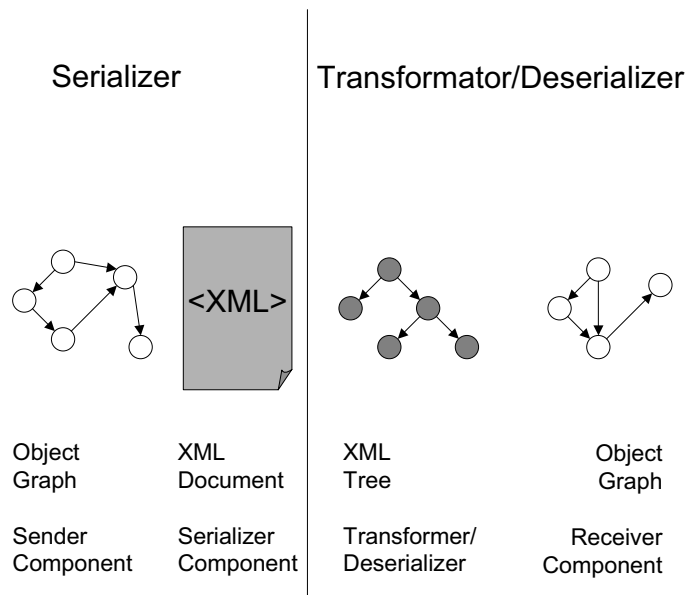 Serializer
Transformator/Deserializer
<XML>
Object
Graph
XML
Document
XML
Tree
Object
Graph
Sender
Component
Serializer
Component
Transformer/
Deserializer
Receiver
Component